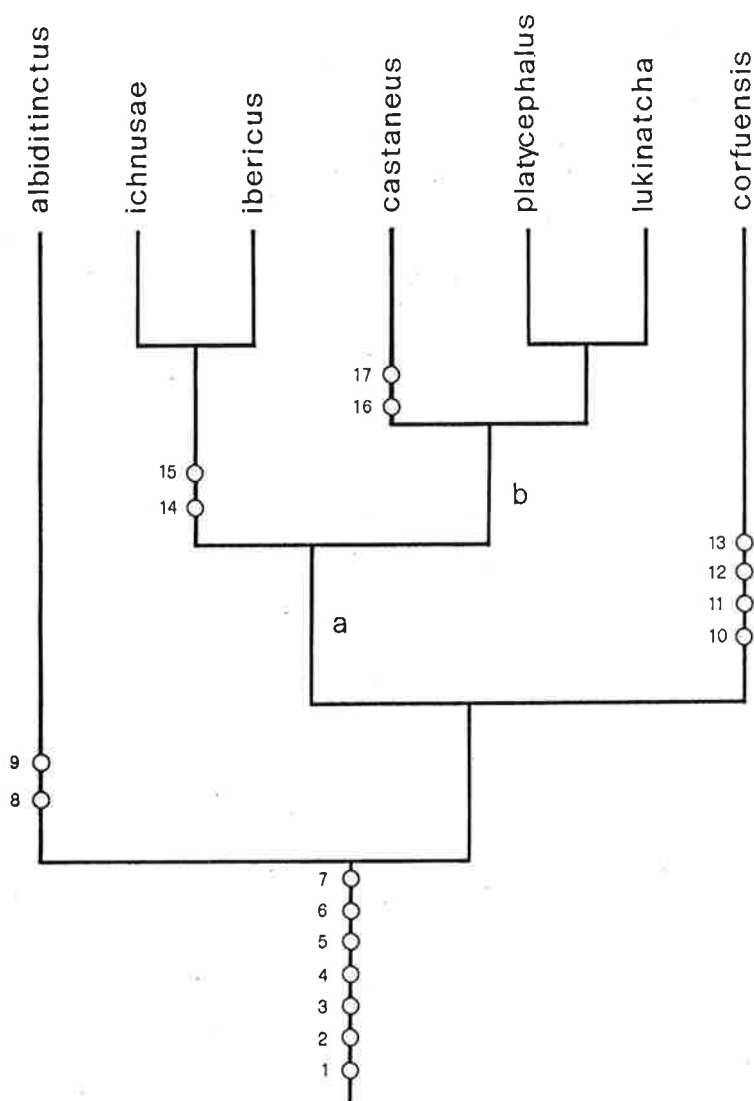 albiditinctus
ichnusae
ibericus
castaneus
platycephalus
lukinatcha
corfuensis
17
16
15
14
b
13
12
11
10
a
9
8
7
6
5
4
3
2
1